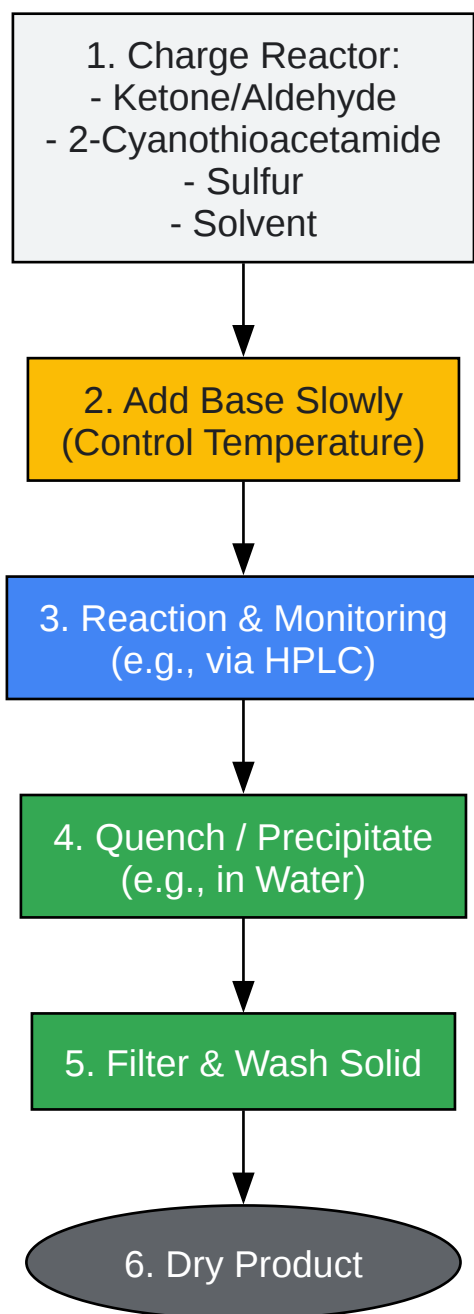 1. Charge Reactor:
- Ketone/Aldehyde
- 2-Cyanothioacetamide
- Sulfur
- Solvent
2. Add Base Slowly
(Control Temperature)
3. Reaction & Monitoring
(e.g., via HPLC)
4. Quench / Precipitate
(e.g., in Water)
5. Filter & Wash Solid
6. Dry Product